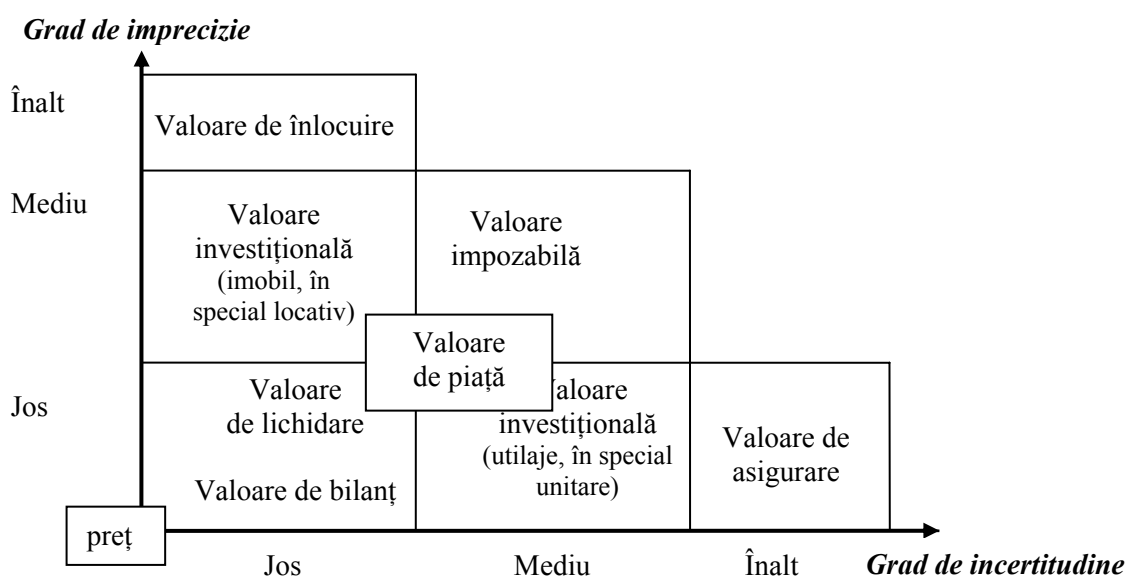 Grad de imprecizie
Înalt
Valoare de înlocuire
Mediu
Valoare
investițională
(imobil, în
special locativ)
Valoare
impozabilă
Valoare
de piață
Jos
Valoare
de lichidare
Valoare de bilanț
aloare
investițională
(utilaje, în special
unitare)
Valoare de
asigurare
preț
Jos
Mediu
Înalt
Grad de incertitudine